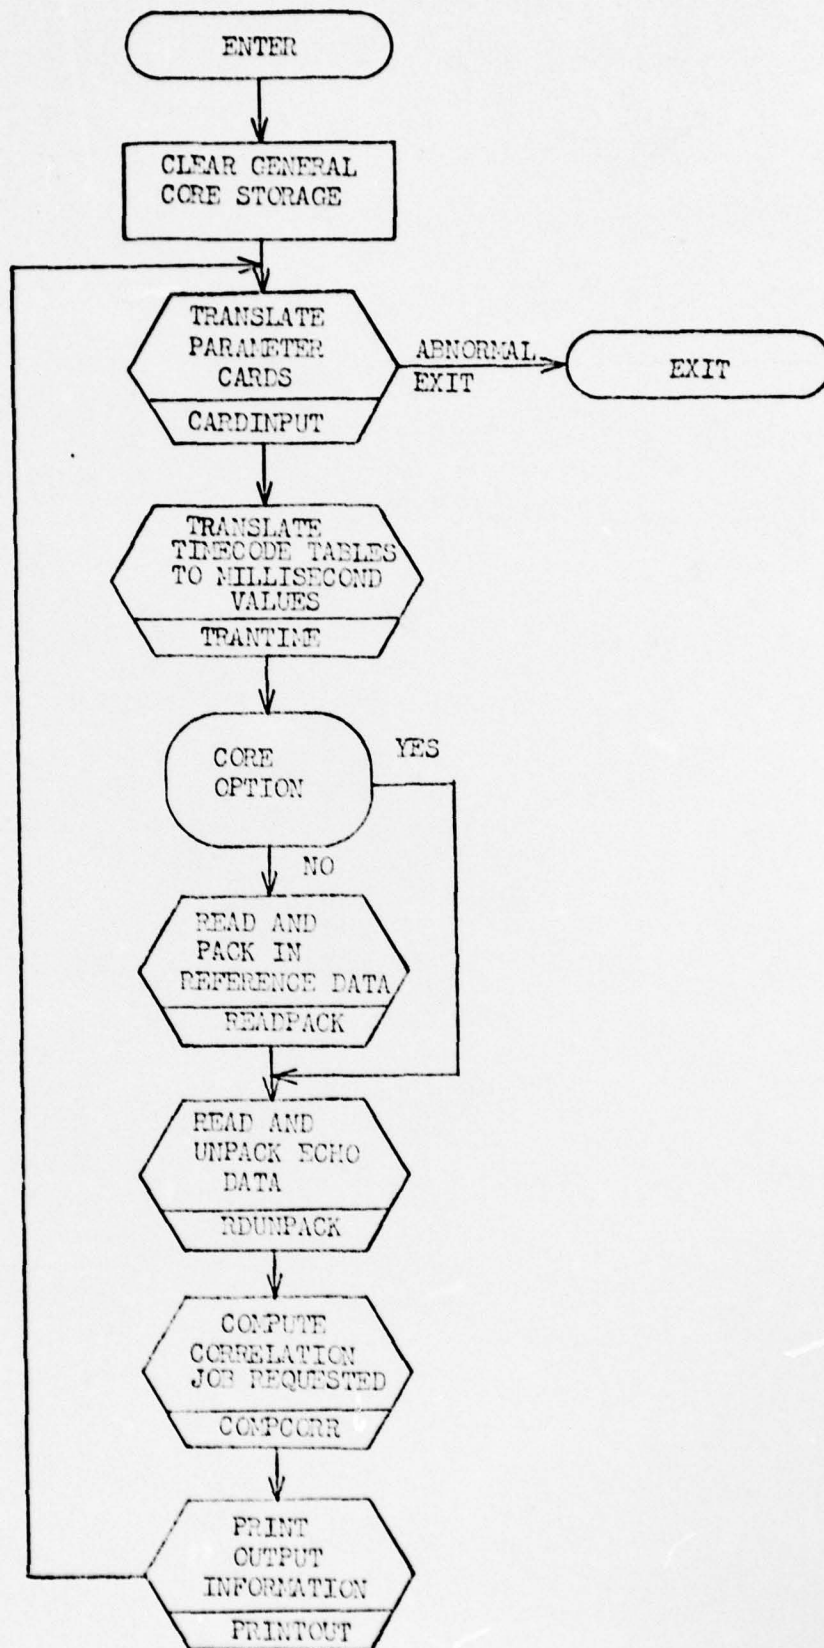 ENTER
CLEAR GENERAL
CORE STORAGE
TRANSLATE
PARAMETER
CARDS
CARDINPUT
ABNORMAL
EXIT
EXIT
TRANSLATE
TIMECODE TABLES
TO MILLISECOND
VALUES
TRANTIME
CORE
OPTION
YES
NO
READ AND
PACK IN
REFERENCE DATA
READPACK
READ AND
UNPACK ECHO
DATA
RDUNPACK
COMPUTE
CORRELATION
JOB REQUESTED
COMPCORR
PRINT
OUTPUT
INFORMATION
PRINTOUT